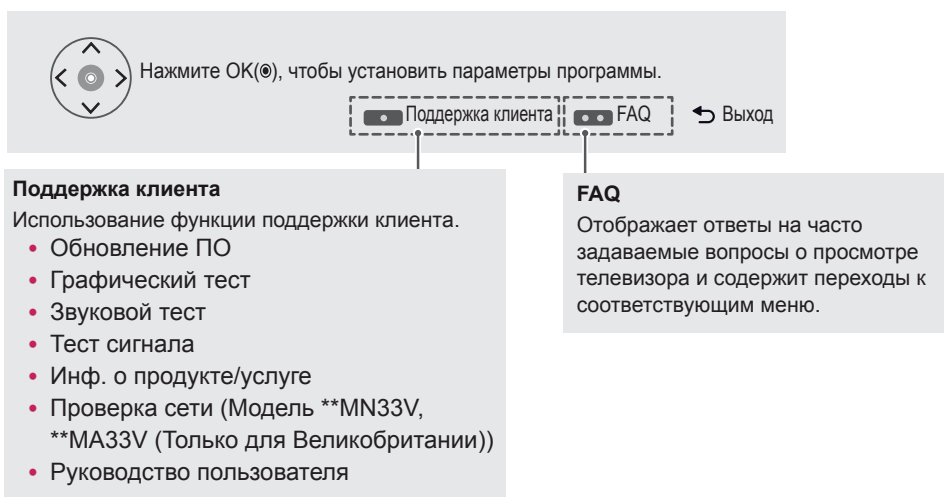 Нажмите OK(◉), чтобы установить параметры программы.
Поддержка клиента FAQ Выход
Поддержка клиента
Использование функции поддержки клиента.
• Обновление ПО
• Графический тест
• Звуковой тест
• Тест сигнала
• Инф. о продукте/услуге
• Проверка сети (Модель **MN33V,
**MA33V (Только для Великобритании))
• Руководство пользователя
FAQ
Отображает ответы на часто
задаваемые вопросы о просмотре
телевизора и содержит переходы к
соответствующим меню.